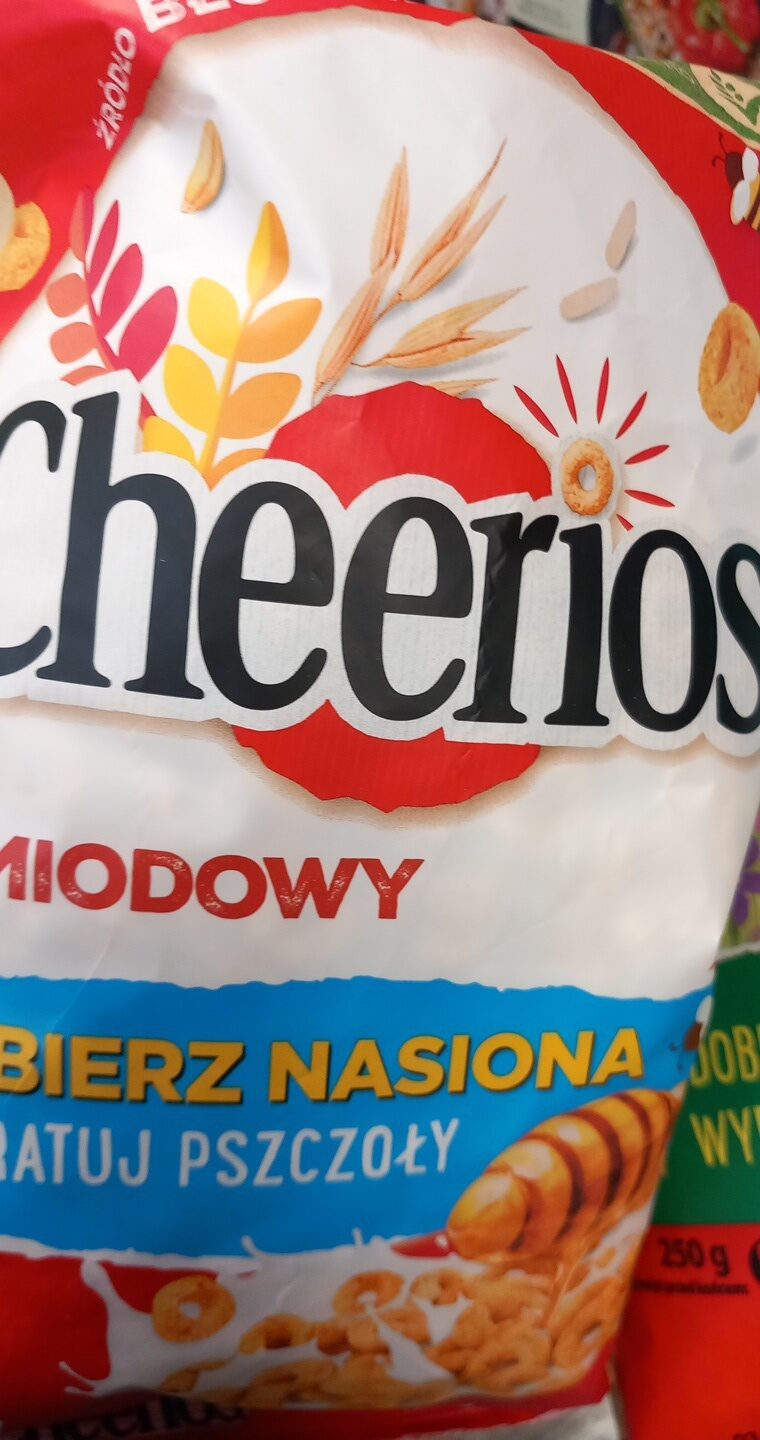 ŹRÓDŁO
Cheerios
MIODOWY
BIERZ NASIONA
RATUJ PSZCZOŁY
250 g